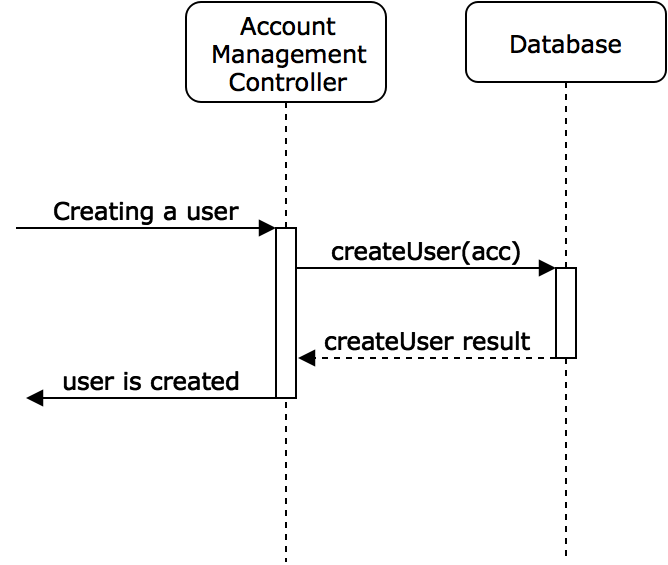 Account
Management
Controller
Database
Creating a user
createUser(acc)
createUser result
user is created